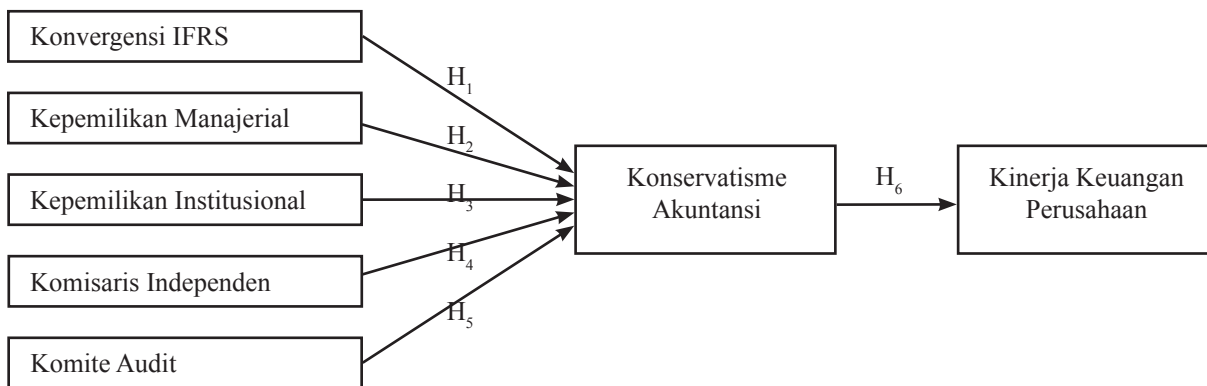 Konvergensi IFRS
H1
Kepemilikan Manajerial
H2
Kepemilikan Institusional
H3
Komisaris Independen
H4
Komite Audit
H5
Konservatisme
Akuntansi
H6
Kinerja Keuangan
Perusahaan